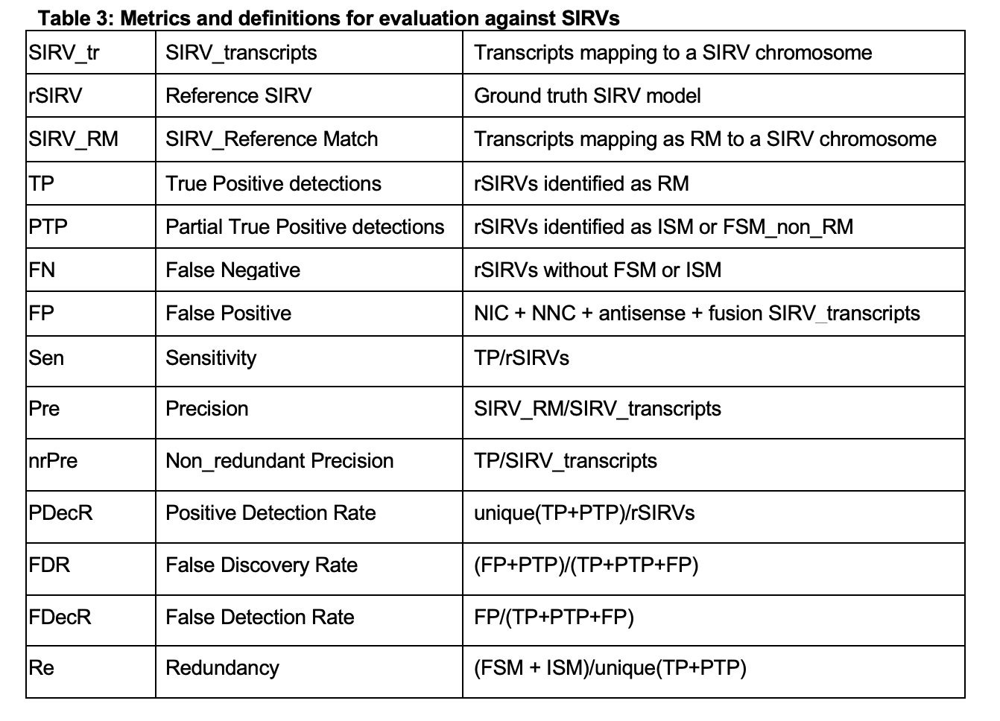 Table 3: Metrics and definitions for evaluation against SIRVs
SIRV_tr SIRV_transcripts Transcripts mapping to a SIRV chromosome
rSIRV Reference SIRV Ground truth SIRV model
SIRV_RM SIRV_Reference Match Transcripts mapping as RM to a SIRV chromosome
TP True Positive detections rSIRVs identified as RM
PTP Partial True Positive detections rSIRVs identified as ISM or FSM_non_RM
FN False Negative rSIRVs without FSM or ISM
FP False Positive NIC + NNC + antisense + fusion SIRV_transcripts
Sen Sensitivity TP/rSIRVs
Pre Precision SIRV_RM/SIRV_transcripts
nrPre Non_redundant Precision TP/SIRV_transcripts
PDecR Positive Detection Rate unique(TP+PTP)/rSIRVs
FDR False Discovery Rate (FP+PTP)/(TP+PTP+FP)
FDecR False Detection Rate FP/(TP+PTP+FP)
Re Redundancy (FSM + ISM)/unique(TP+PTP)